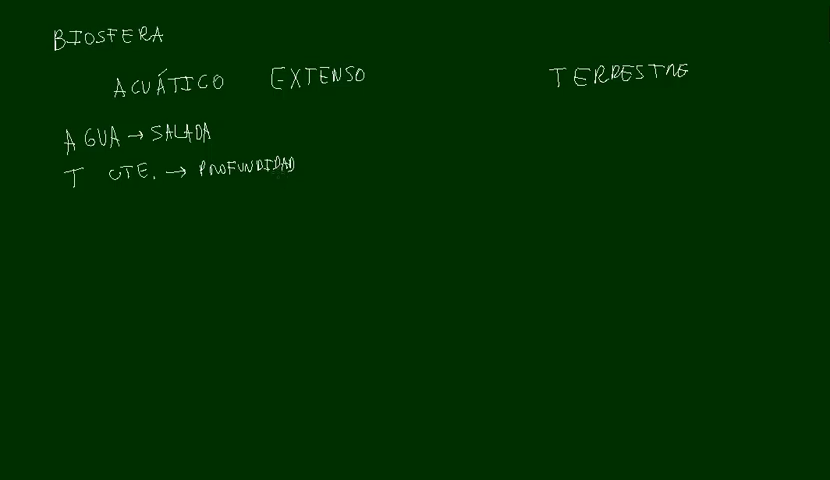 BIOSFERA
ACUÁTICO EXTENSO TERRESTRE
AGUA → SALADA
T CTE. → PROFUNDIDAD